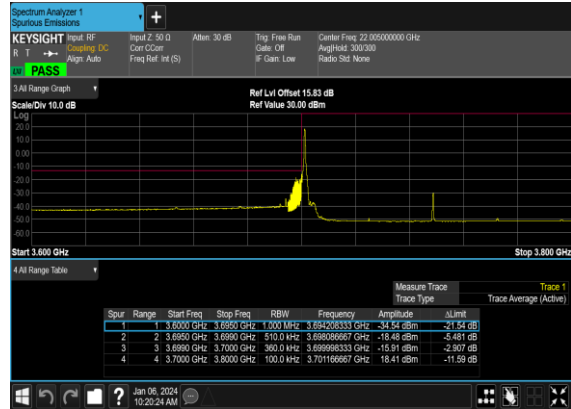 Spectrum Analyzer 1
Spurious Emissions
KEYSIGHT Input: RF Input Z: 50 Ω Atten: 30 dB Trig: Free Run Center Freq: 22.005000000 GHz
R T Coupling: DC Corr CCorr Gate: Off Avg|Hold: 300/300
Align: Auto Freq Ref: Int (S) IF Gain: Low Radio Std: None
PASS
3 All Range Graph
Ref Lvl Offset 15.83 dB
Scale/Div 10.0 dB Ref Value 30.00 dBm
Log
20.0
10.0
0.00
-10.0
-20.0
-30.0
-40.0
-50.0
-60.0
Start 3.600 GHz Stop 3.800 GHz
4 All Range Table
Measure Trace Trace 1
Trace Type Trace Average (Active)
Spur Range Start Freq Stop Freq RBW Frequency Amplitude ΔLimit
1 1 3.6000 GHz 3.6950 GHz 1.000 MHz 3.694208333 GHz -34.54 dBm -21.54 dB
2 2 3.6950 GHz 3.6990 GHz 510.0 kHz 3.698086667 GHz -18.48 dBm -5.481 dB
3 3 3.6990 GHz 3.7000 GHz 360.0 kHz 3.699998333 GHz -15.91 dBm -2.907 dB
4 4 3.7000 GHz 3.8000 GHz 100.0 kHz 3.701166667 GHz 18.41 dBm -11.59 dB
? Jan 06, 2024
10:20:24 AM